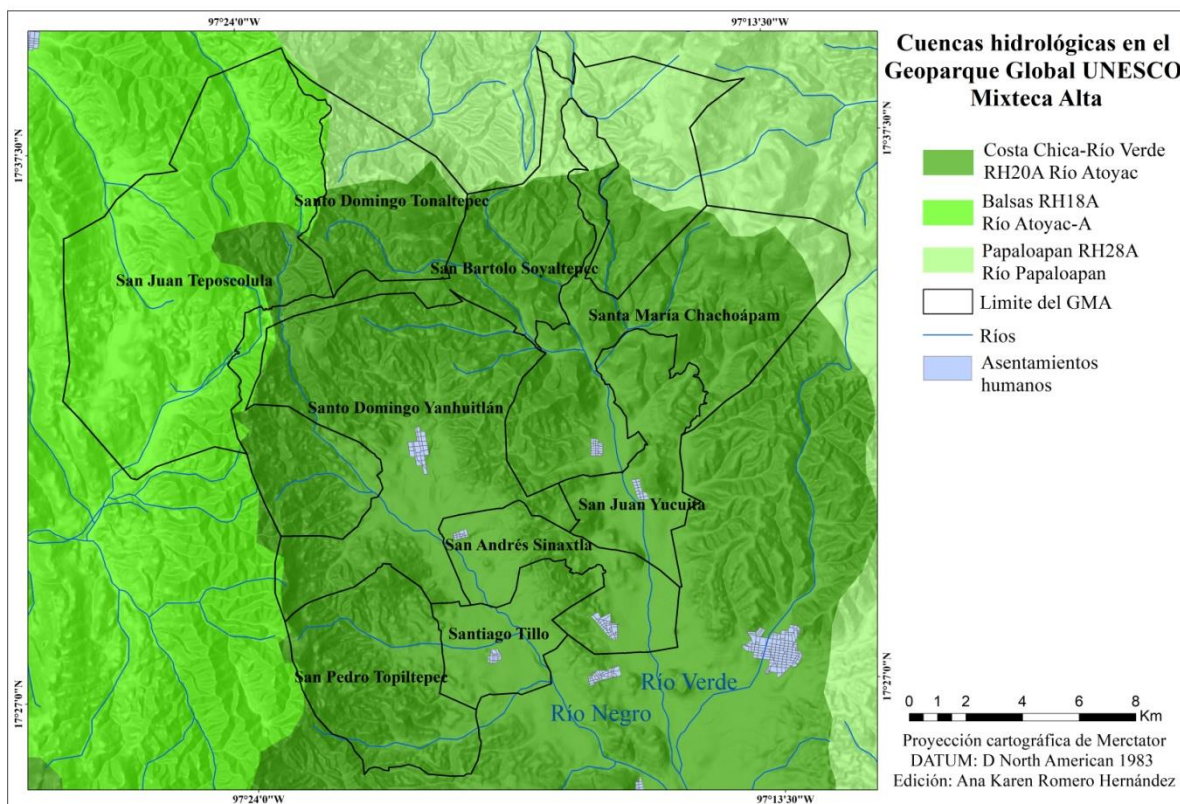 97°24'0"W
97°13'30"W
17°37'30"N
17°37'30"N
Santo Domingo Tonaltepec
San Juan Teposcolula
San Bartolo Soyaltepec
Santa María Chachoápam
Santo Domingo Yanhuitlán
San Juan Yucuita
San Andrés Sinaxtla
Santiago Tillo
San Pedro Topiltepec
Río Verde
Río Negro
17°27'0"N
17°27'0"N
97°24'0"W
97°13'30"W
Cuencas hidrológicas en el
Geoparque Global UNESCO
Mixteca Alta
Costa Chica-Río Verde
RH20A Río Atoyac
Balsas RH18A
Río Atoyac-A
Papaloapan RH28A
Río Papaloapan
Limite del GMA
Ríos
Asentamientos
humanos
0 1 2 4 6 8
Km
Proyección cartográfica de Merctator
DATUM: D North American 1983
Edición: Ana Karen Romero Hernández